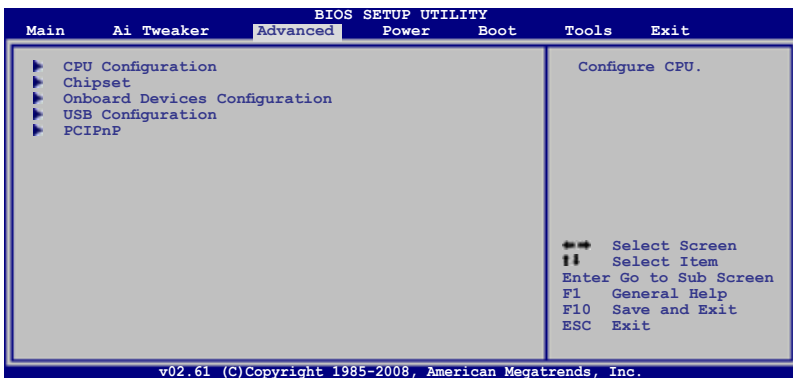 BIOS SETUP UTILITY
Main Ai Tweaker Advanced Power Boot Tools Exit
CPU Configuration
Chipset
Onboard Devices Configuration
USB Configuration
PCIPnP
Configure CPU.
Select Screen
Select Item
Enter Go to Sub Screen
F1 General Help
F10 Save and Exit
ESC Exit
v02.61 (C)Copyright 1985-2008, American Megatrends, Inc.